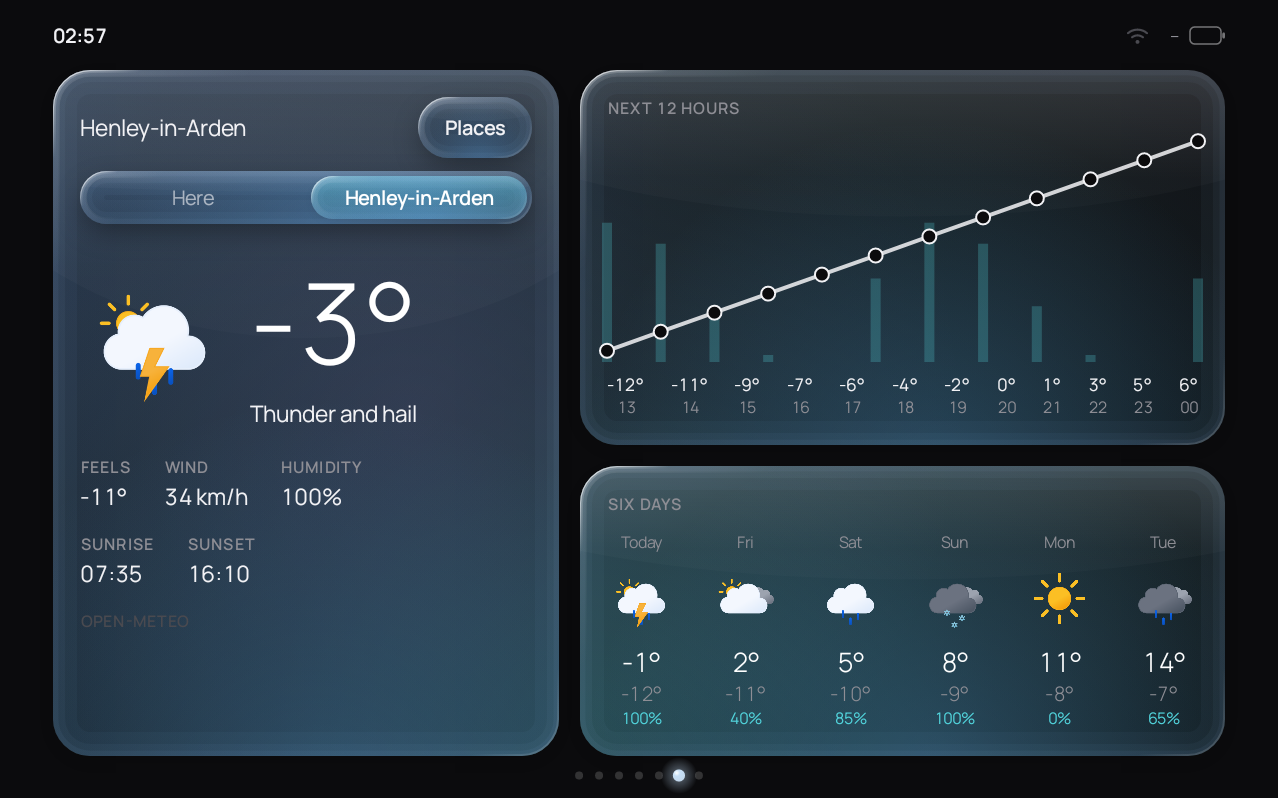 02:57
–
Henley-in-Arden
Places
Here
Henley-in-Arden
-3°
Thunder and hail
FEELS WIND HUMIDITY
-11° 34 km/h 100%
SUNRISE SUNSET
07:35 16:10
OPEN-METEO
NEXT 12 HOURS
-12° -11° -9° -7° -6° -4° -2° 0° 1° 3° 5° 6°
13 14 15 16 17 18 19 20 21 22 23 00
SIX DAYS
Today Fri Sat Sun Mon Tue
-1° 2° 5° 8° 11° 14°
-12° -11° -10° -9° -8° -7°
100% 40% 85% 100% 0% 65%